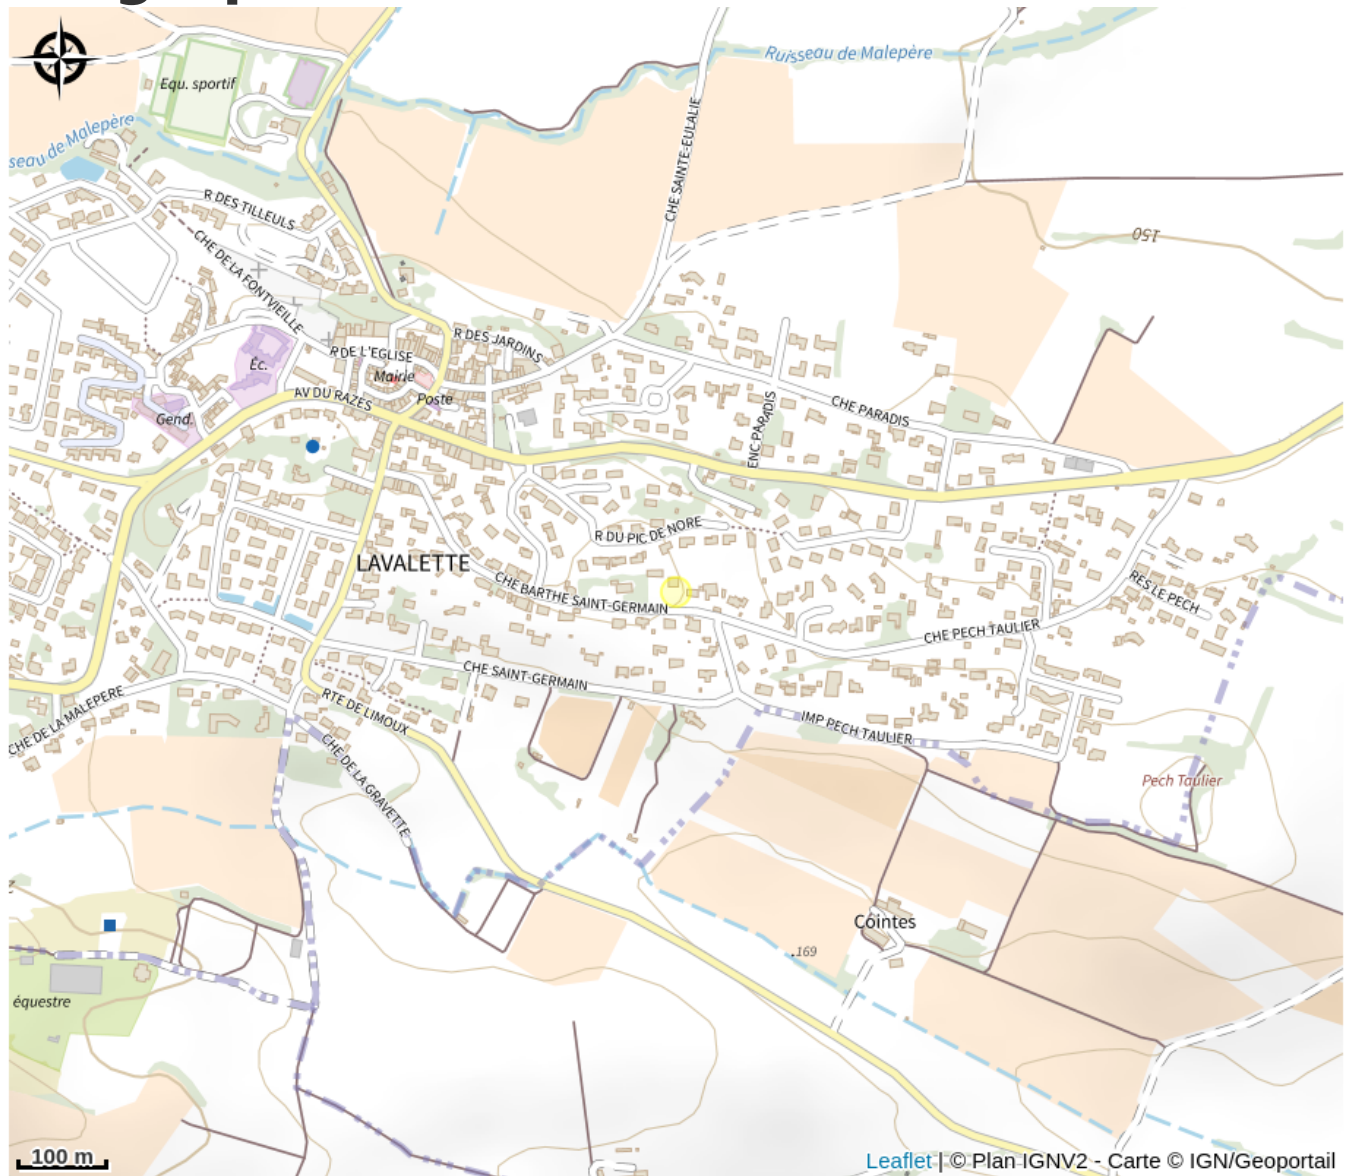 Ruisseau de Malepère
Equ. sportif
seau de Malepère
CHE SAINTE-EULALIE
R DES TILLEULS
150
CHE DE LA FONTVIEILLE
R DES JARDINS
R DE L'EGLISE
Éc.
Mairie
AV DU RAZES
Poste
Gend.
ENC PARADIS
CHE PARADIS
R DU PIC DE NORE
LAVALETTE
CHE BARTHE SAINT-GERMAIN
RES LE PECH
CHE PECH TAULIER
CHE SAINT-GERMAIN
CHE DE LA MALEPERE
RTE DE LIMOUX
IMP PECH TAULIER
CHE DE LA GRAVETTE
Pech Taulier
Cointes
169
équestre
100 m
Leaflet | © Plan IGNV2 - Carte © IGN/Geoportail